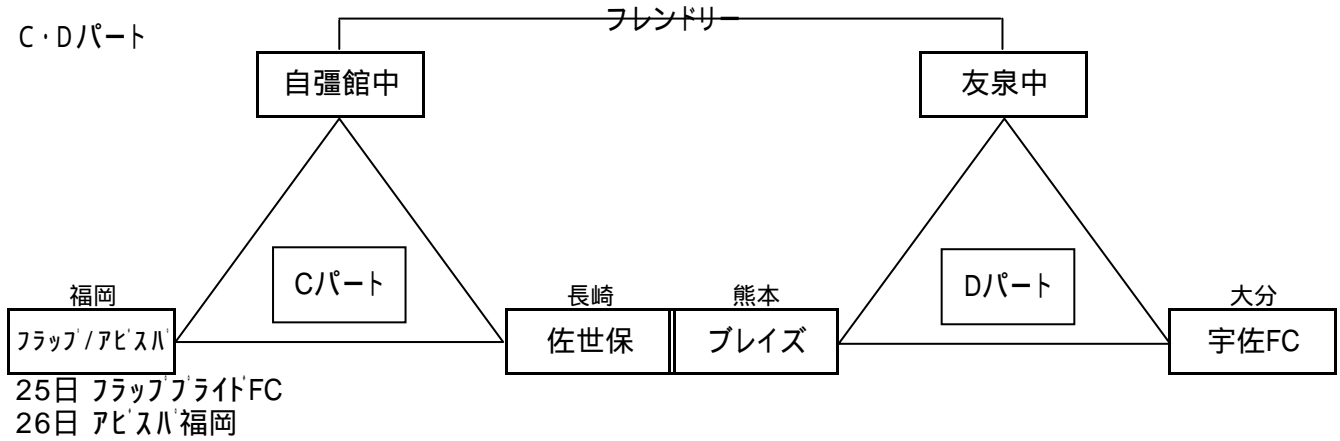 フレンドリー
C・Dパート
自彊館中
友泉中
Cパート
Dパート
福岡
長崎
熊本
大分
ﾌﾗｯﾌﾟ/ｱﾋﾞｽﾊﾟ
佐世保
ブレイズ
宇佐FC
25日 ﾌﾗｯﾌﾟﾌﾟﾗｲﾄﾞFC
26日 ｱﾋﾞｽﾊﾟ福岡